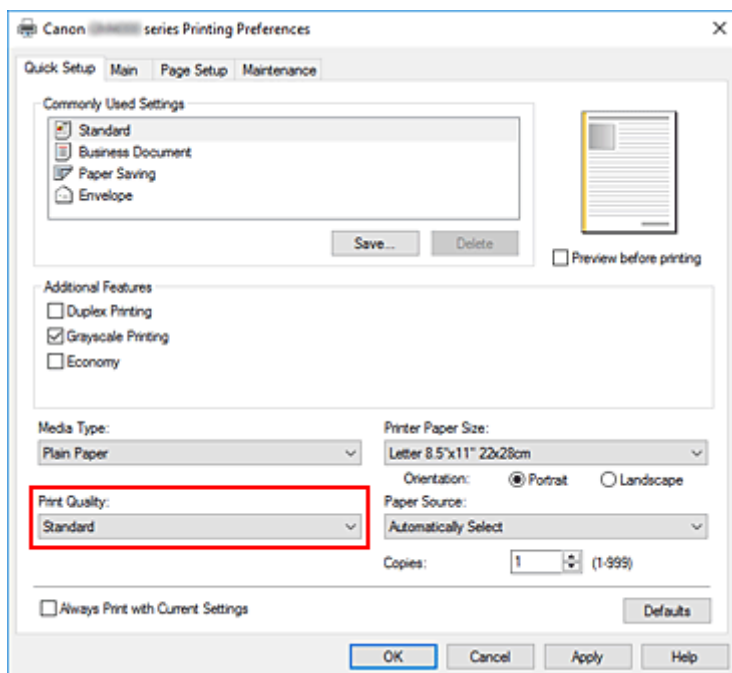 Canon series Printing Preferences
Quick Setup Main Page Setup Maintenance
Commonly Used Settings
Standard
Business Document
Paper Saving
Envelope
Save... Delete
Preview before printing
Additional Features
Duplex Printing
Grayscale Printing
Economy
Media Type: Printer Paper Size:
Plain Paper Letter 8.5"x11" 22x28cm
Orientation: Portrait Landscape
Print Quality: Paper Source:
Standard Automatically Select
Copies: 1 (1-999)
Always Print with Current Settings Defaults
OK Cancel Apply Help